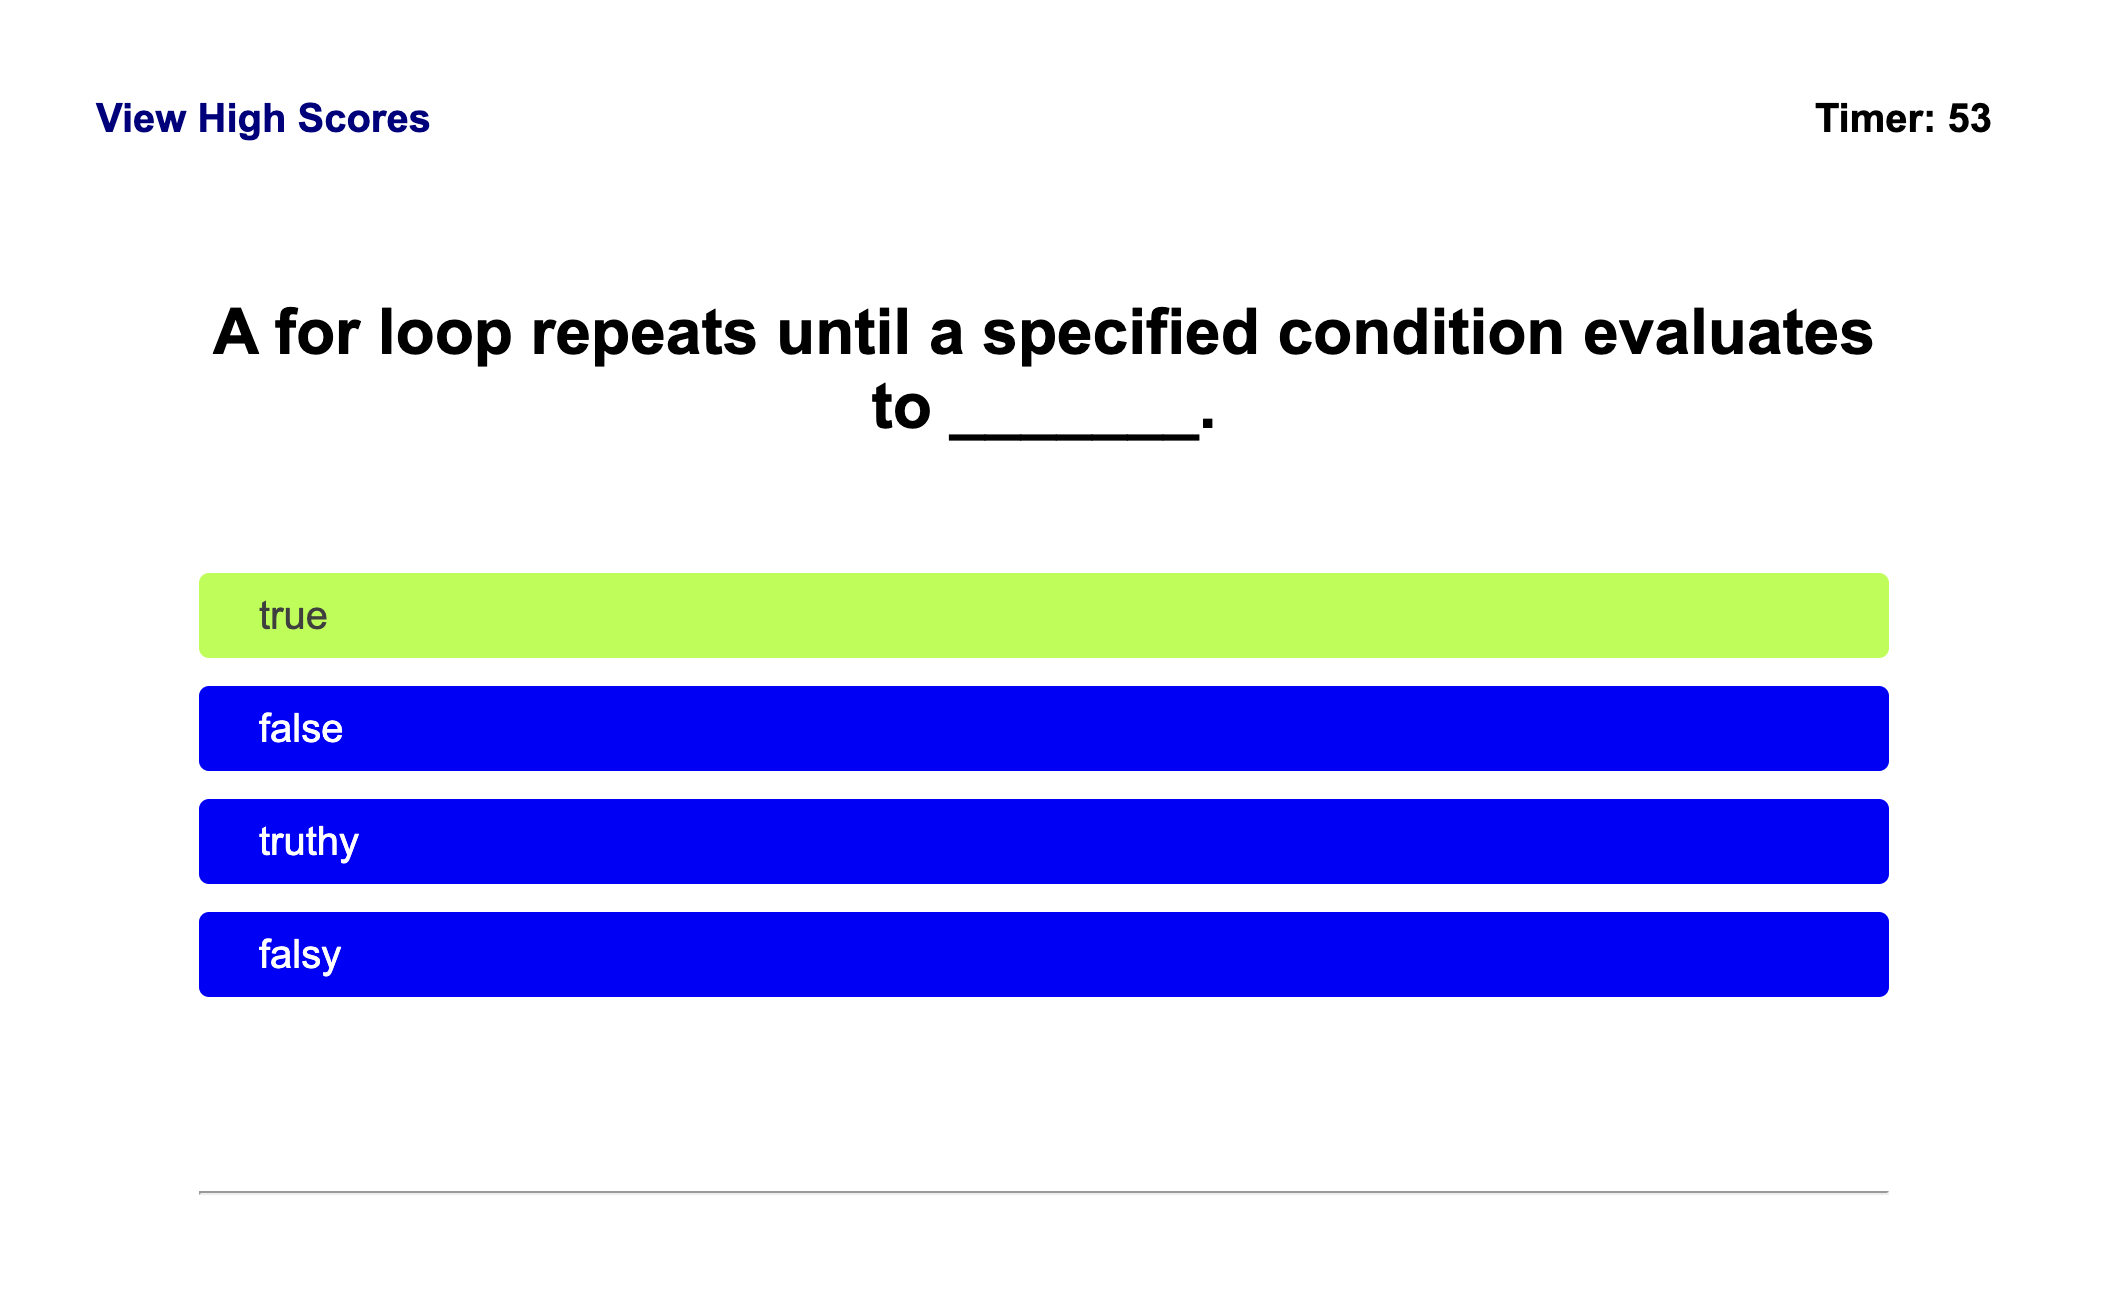 View High Scores
Timer: 53
A for loop repeats until a specified condition evaluates
to _______.
true
false
truthy
falsy